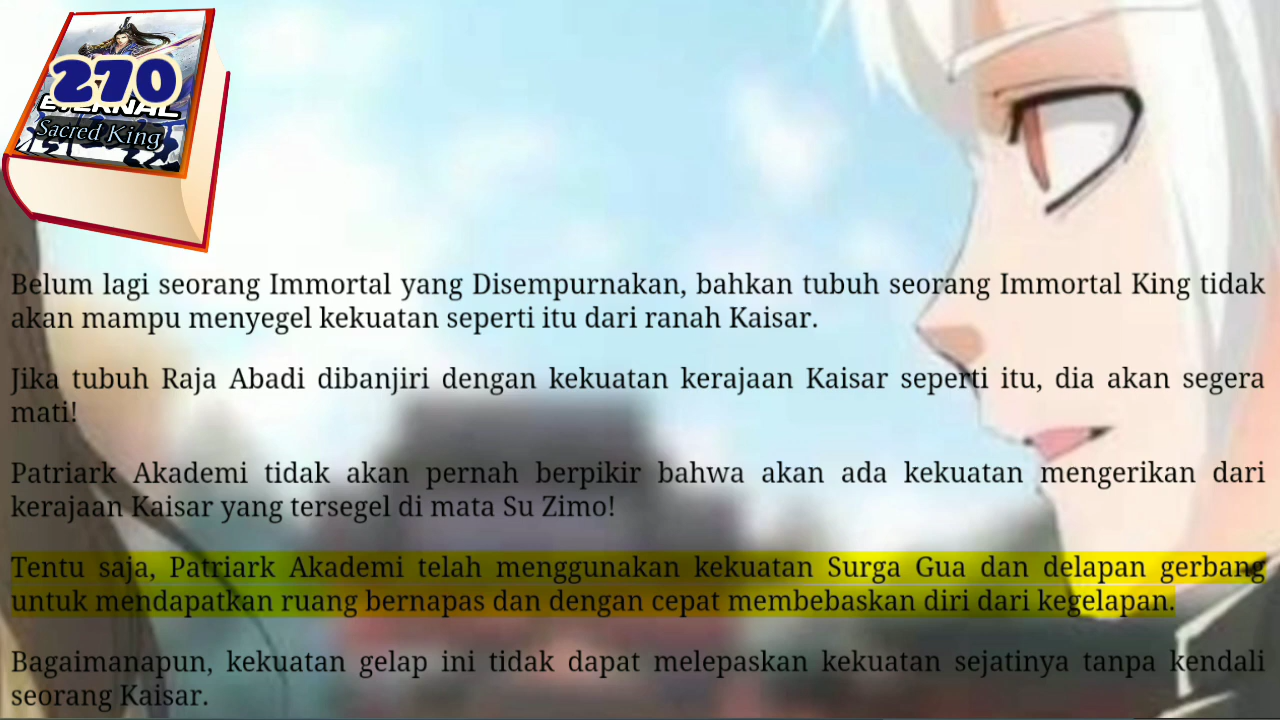 270
ETERNAL
Sacred King
Belum lagi seorang Immortal yang Disempurnakan, bahkan tubuh seorang Immortal King tidak
akan mampu menyegel kekuatan seperti itu dari ranah Kaisar.
Jika tubuh Raja Abadi dibanjiri dengan kekuatan kerajaan Kaisar seperti itu, dia akan segera
mati!
Patriark Akademi tidak akan pernah berpikir bahwa akan ada kekuatan mengerikan dari
kerajaan Kaisar yang tersegel di mata Su Zimo!
Tentu saja, Patriark Akademi telah menggunakan kekuatan Surga Gua dan delapan gerbang
untuk mendapatkan ruang bernapas dan dengan cepat membebaskan diri dari kegelapan.
Bagaimanapun, kekuatan gelap ini tidak dapat melepaskan kekuatan sejatinya tanpa kendali
seorang Kaisar.